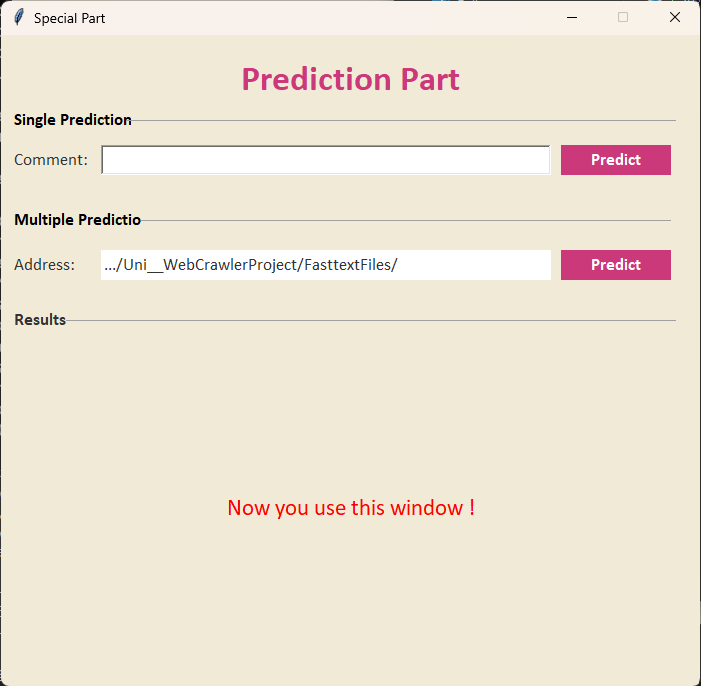 Special Part
Prediction Part
Single Prediction
Comment:
Predict
Multiple Predictio
Address:
.../Uni__WebCrawlerProject/FasttextFiles/
Predict
Results
Now you use this window !